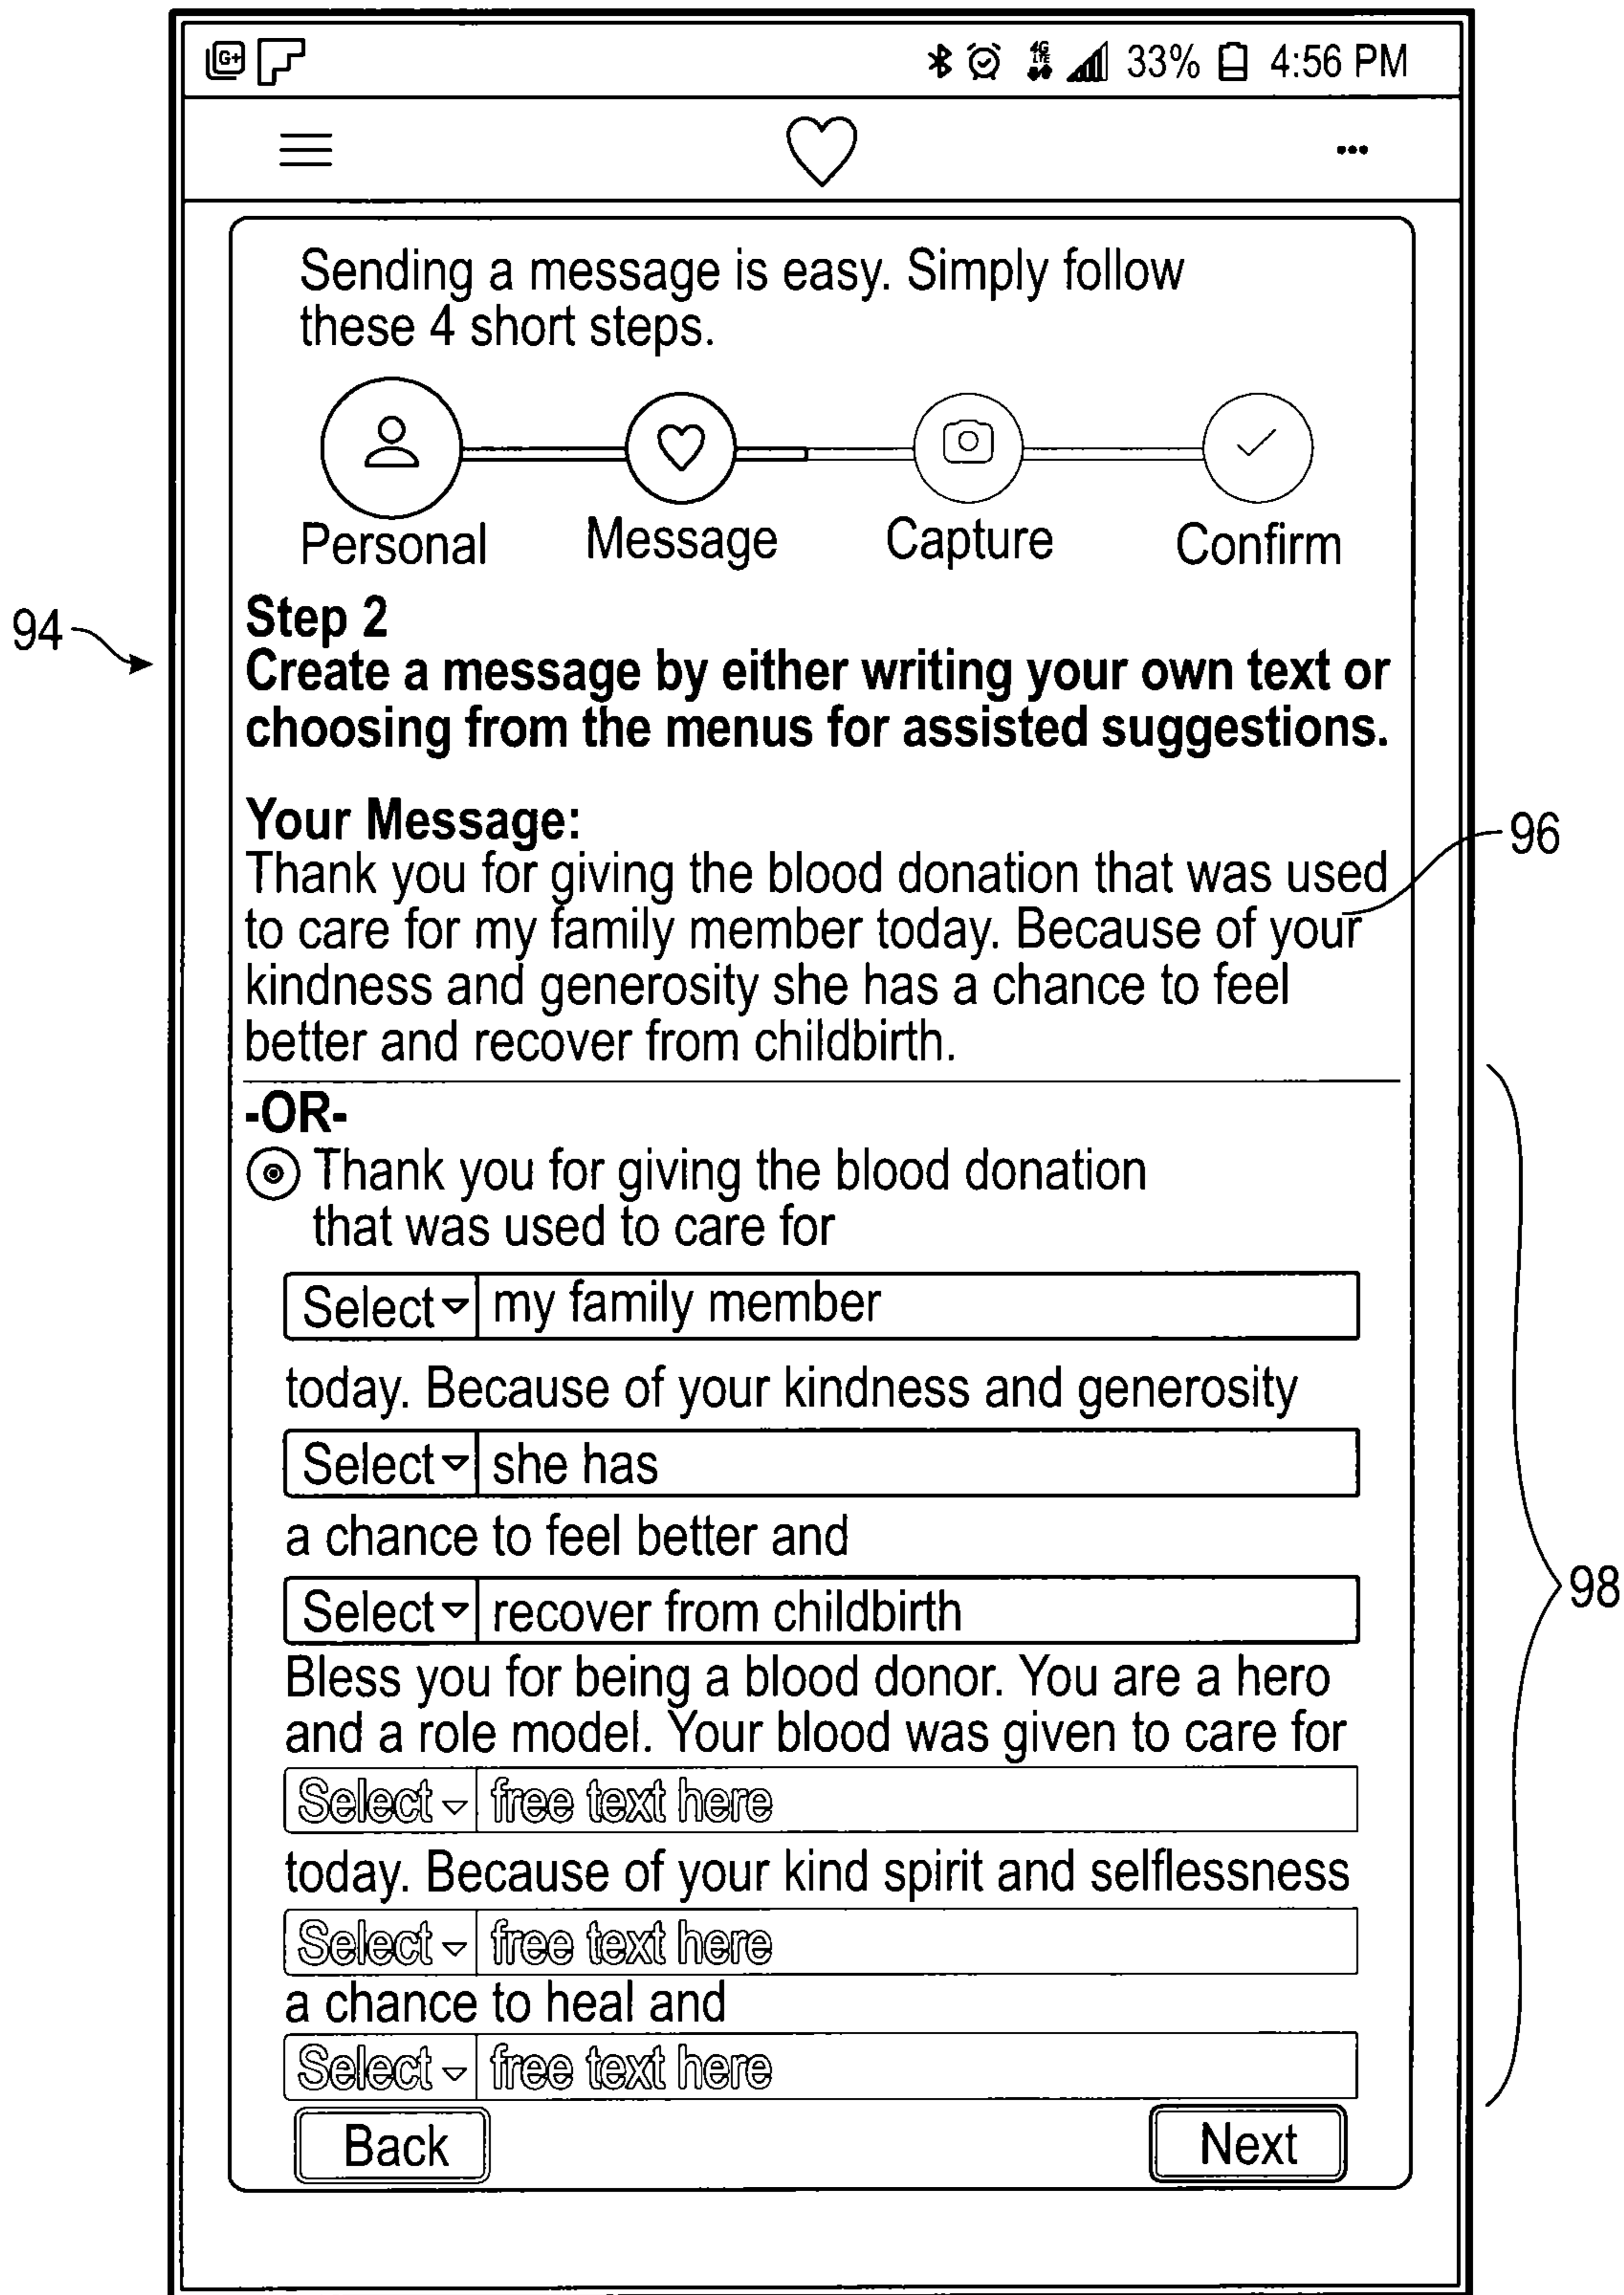 G+ 4G LTE 33% 4:56 PM
Sending a message is easy. Simply follow
these 4 short steps.
Personal Message Capture Confirm
94
Step 2
Create a message by either writing your own text or
choosing from the menus for assisted suggestions.
Your Message:
96
Thank you for giving the blood donation that was used
to care for my family member today. Because of your
kindness and generosity she has a chance to feel
better and recover from childbirth.
-OR-
Thank you for giving the blood donation
that was used to care for
Select my family member
today. Because of your kindness and generosity
Select she has
a chance to feel better and
98
Select recover from childbirth
Bless you for being a blood donor. You are a hero
and a role model. Your blood was given to care for
Select free text here
today. Because of your kind spirit and selflessness
Select free text here
a chance to heal and
Select free text here
Back Next